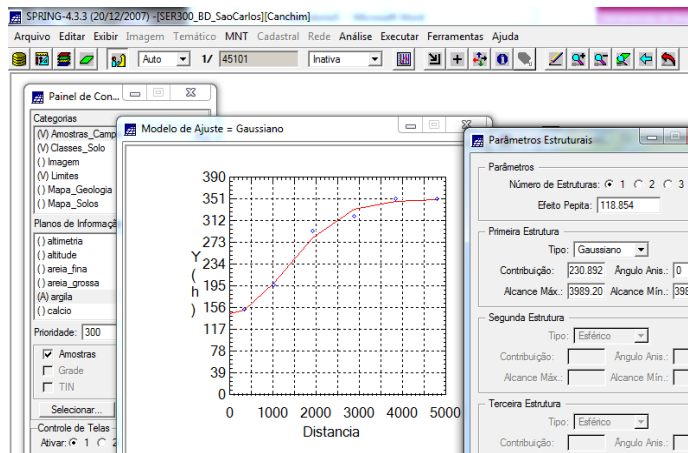 SPRING-4.3.3 (20/12/2007) -[SER300_BD_SaoCarlos][Canchim]
Arquivo Editar Exibir Imagem Temático MNT Cadastral Rede Análise Executar Ferramentas Ajuda
Auto 1/ 45101 Inativa
Painel de Con...
Categorias
(V) Amostras_Camp
(V) Classes_Solo
( ) Imagem
(V) Limites
( ) Mapa_Geologia
( ) Mapa_Solos
Planos de Informaçã
( ) altimetria
( ) altitude
( ) areia_fina
( ) areia_grossa
(A) argila
( ) calcio
Prioridade: 300
Amostras
Grade
TIN
Selecionar...
Controle de Telas
Ativar: 1 2
Modelo de Ajuste = Gaussiano
390
351
312
273
234
195
156
117
78
39
0
Y(h)
0 1000 2000 3000 4000 5000
Distancia
Parâmetros Estruturais
Parâmetros
Número de Estruturas: 1 2 3
Efeito Pepita: 118.854
Primeira Estrutura
Tipo: Gaussiano
Contribuição: 230.892 Ângulo Anis.: 0
Alcance Máx.: 3989.20 Alcance Mín.: 398
Segunda Estrutura
Tipo: Esférico
Contribuição: Ângulo Anis.:
Alcance Máx.: Alcance Mín.:
Terceira Estrutura
Tipo: Esférico
Contribuição: Ângulo Anis.: